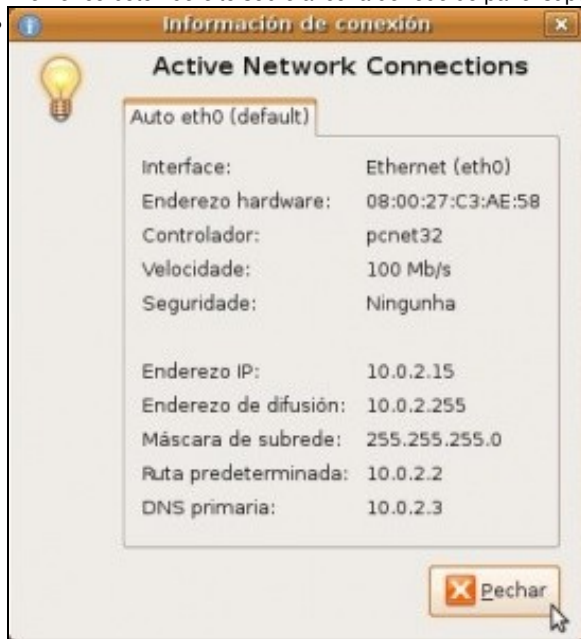 Información de conexión
Active Network Connections
Auto eth0 (default)
Interface: Ethernet (eth0)
Enderezo hardware: 08:00:27:C3:AE:58
Controlador: pcnet32
Velocidade: 100 Mb/s
Seguridade: Ningunha
Enderezo IP: 10.0.2.15
Enderezo de difusión: 10.0.2.255
Máscara de subrede: 255.255.255.0
Ruta predeterminada: 10.0.2.2
DNS primaria: 10.0.2.3
Pechar